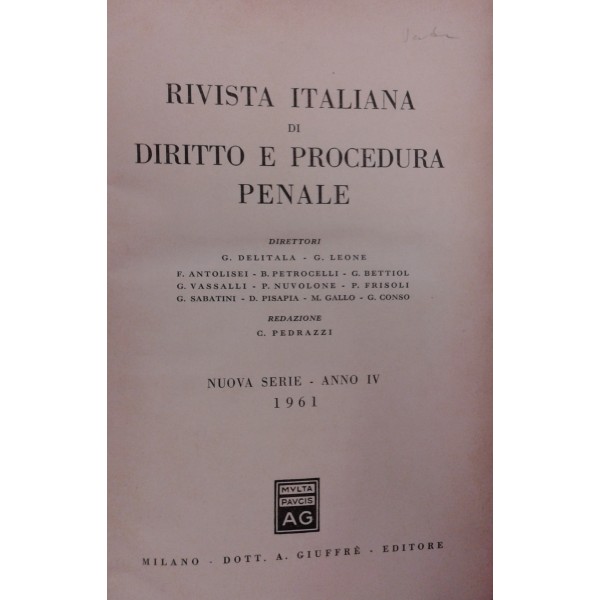 RIVISTA ITALIANA
DI
DIRITTO E PROCEDURA
PENALE
DIRETTORI
G. DELITALA - G. LEONE
F. ANTOLISEI - B. PETROCELLI - G. BETTIOL
G. VASSALLI - P. NUVOLONE - P. FRISOLI
G. SABATINI - D. PISAPIA - M. GALLO - G. CONSO
REDAZIONE
C. PEDRAZZI
NUOVA SERIE - ANNO IV
1961
MVLTA
PAVCIS
AG
MILANO - DOTT. A. GIUFFRÈ - EDITORE